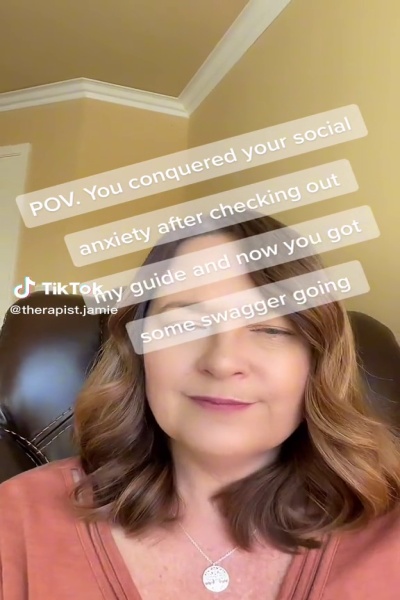 POV. You conquered your social
anxiety after checking out
my guide and now you got
some swagger going
TikTok
@therapist.jamie